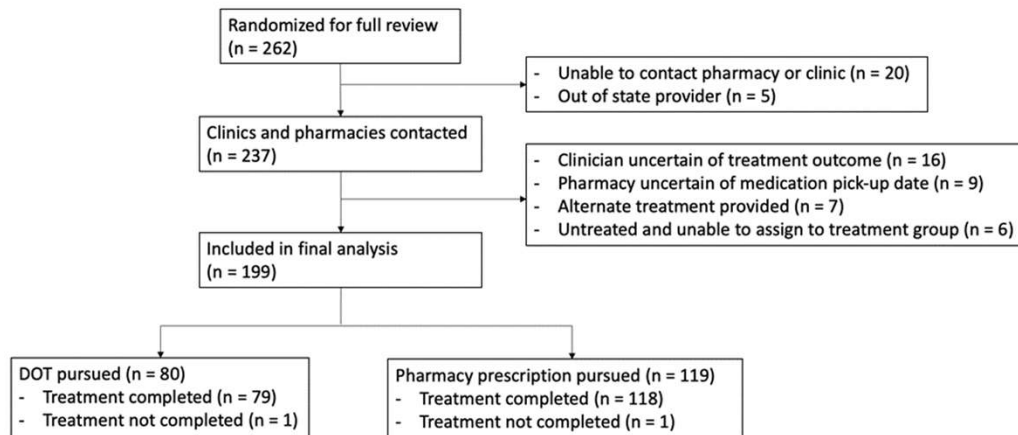 Randomized for full review
(n = 262)
- Unable to contact pharmacy or clinic (n = 20)
- Out of state provider (n = 5)
Clinics and pharmacies contacted
(n = 237)
- Clinician uncertain of treatment outcome (n = 16)
- Pharmacy uncertain of medication pick-up date (n = 9)
- Alternate treatment provided (n = 7)
- Untreated and unable to assign to treatment group (n = 6)
Included in final analysis
(n = 199)
DOT pursued (n = 80)
- Treatment completed (n = 79)
- Treatment not completed (n = 1)
Pharmacy prescription pursued (n = 119)
- Treatment completed (n = 118)
- Treatment not completed (n = 1)